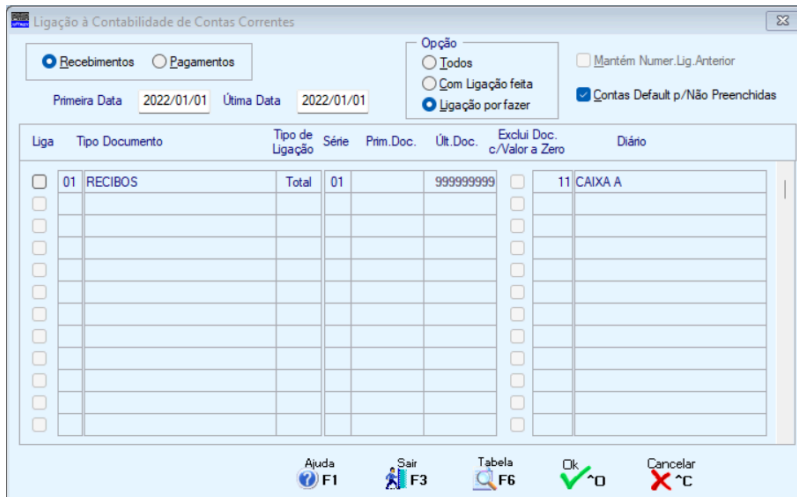 Ligação à Contabilidade de Contas Correntes
Recebimentos Pagamentos
Opção
Todos
Com Ligação feita
Ligação por fazer
Mantém Numer.Lig.Anterior
Contas Default p/Não Preenchidas
Primeira Data 2022/01/01 Útima Data 2022/01/01
Liga Tipo Documento Tipo de Ligação Série Prim.Doc. Últ.Doc. Exclui Doc. c/Valor a Zero Diário
01 RECIBOS Total 01 999999999 11 CAIXA A
Ajuda F1
Sair F3
Tabela F6
Ok ^O
Cancelar ^C